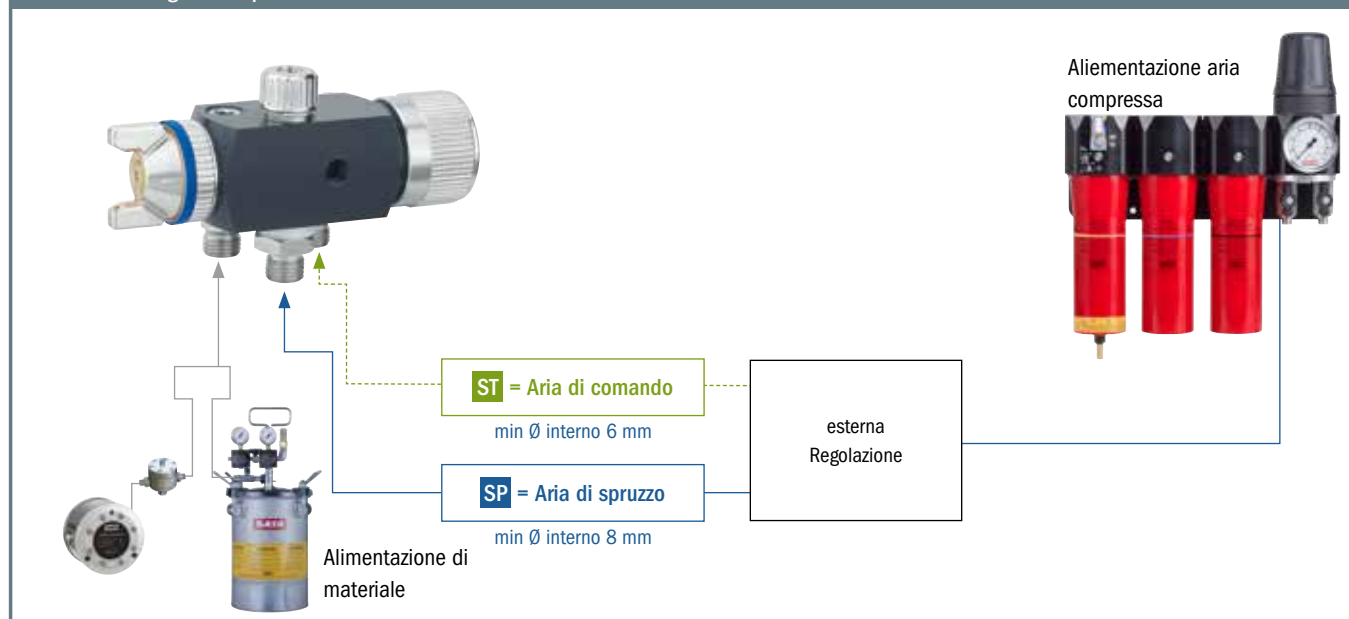 Aliementazione aria
compressa
ST = Aria di comando
min Ø interno 6 mm
esterna
Regolazione
SP = Aria di spruzzo
min Ø interno 8 mm
SATA
Alimentazione di
materiale